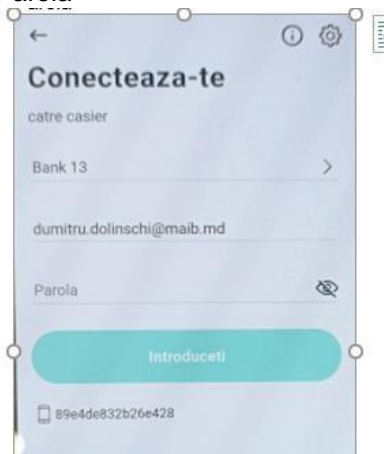 Conecteaza-te
catre casier
Bank 13
dumitru.dolinschi@maib.md
Parola
Introduceti
89e4de832b26e428